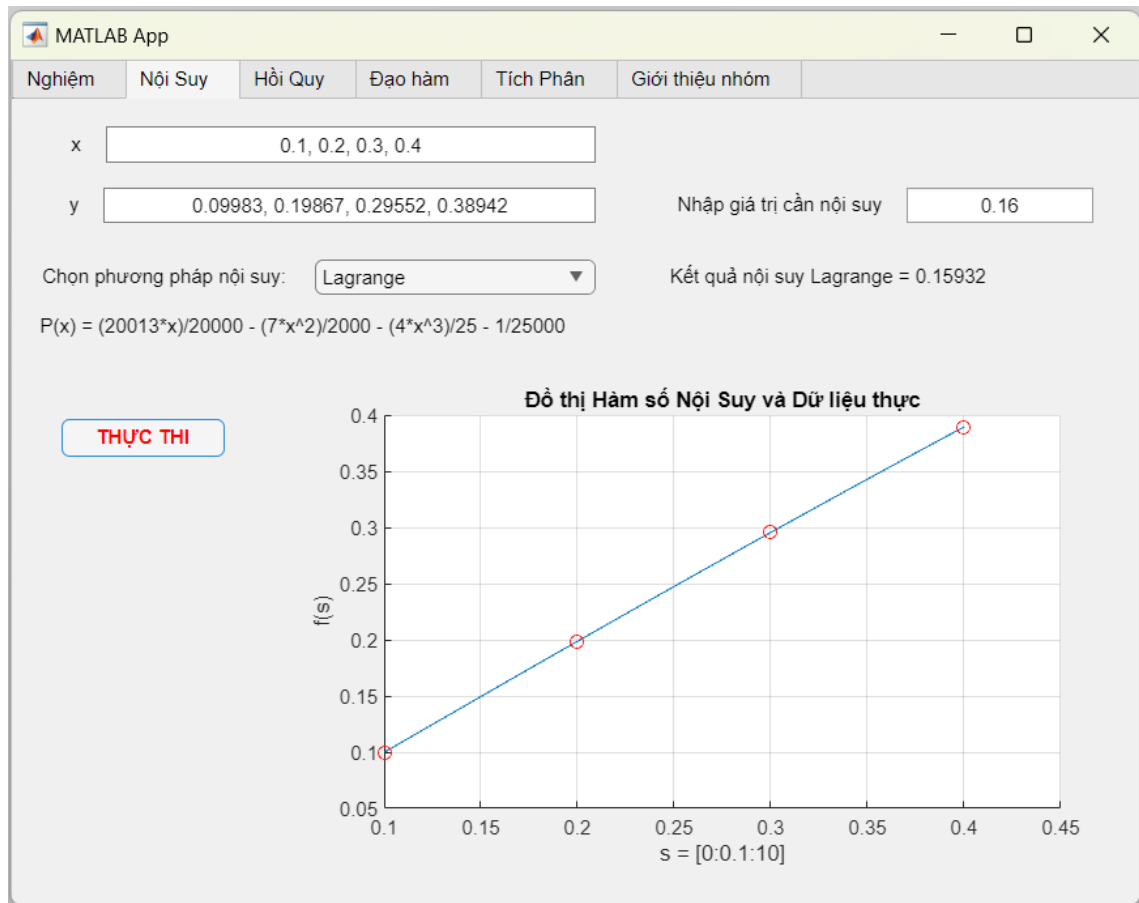 MATLAB App
Nghiệm Nội Suy Hồi Quy Đạo hàm Tích Phân Giới thiệu nhóm
x 0.1, 0.2, 0.3, 0.4
y 0.09983, 0.19867, 0.29552, 0.38942 Nhập giá trị cần nội suy 0.16
Chọn phương pháp nội suy: Lagrange Kết quả nội suy Lagrange = 0.15932
P(x) = (20013*x)/20000 - (7*x^2)/2000 - (4*x^3)/25 - 1/25000
THỰC THI
Đồ thị Hàm số Nội Suy và Dữ liệu thực
0.4
0.35
0.3
0.25
0.2
0.15
0.1
0.05
f(s)
0.1 0.15 0.2 0.25 0.3 0.35 0.4 0.45
s = [0:0.1:10]